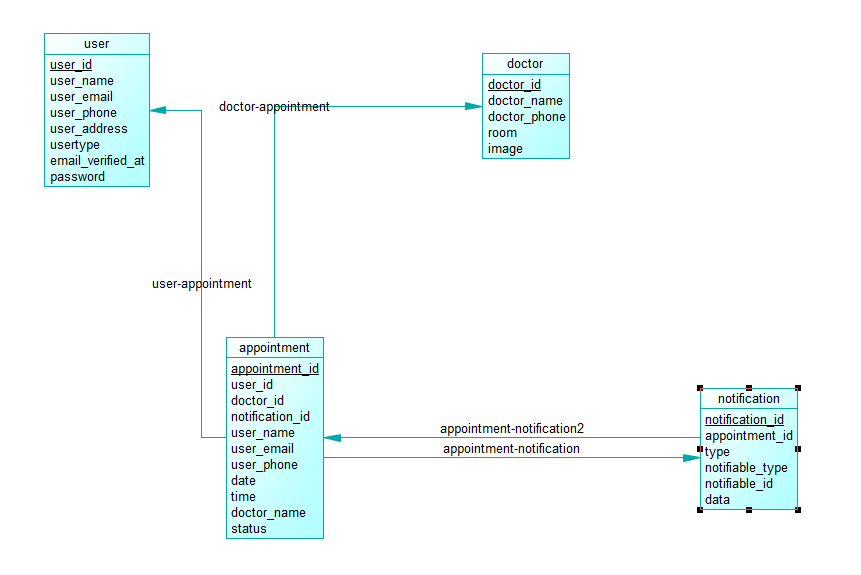 user
user_id
user_name
user_email
user_phone
user_address
usertype
email_verified_at
password
doctor
doctor_id
doctor_name
doctor_phone
room
image
doctor-appointment
user-appointment
appointment
appointment_id
user_id
doctor_id
notification_id
user_name
user_email
user_phone
date
time
doctor_name
status
appointment-notification2
appointment-notification
notification
notification_id
appointment_id
type
notifiable_type
notifiable_id
data